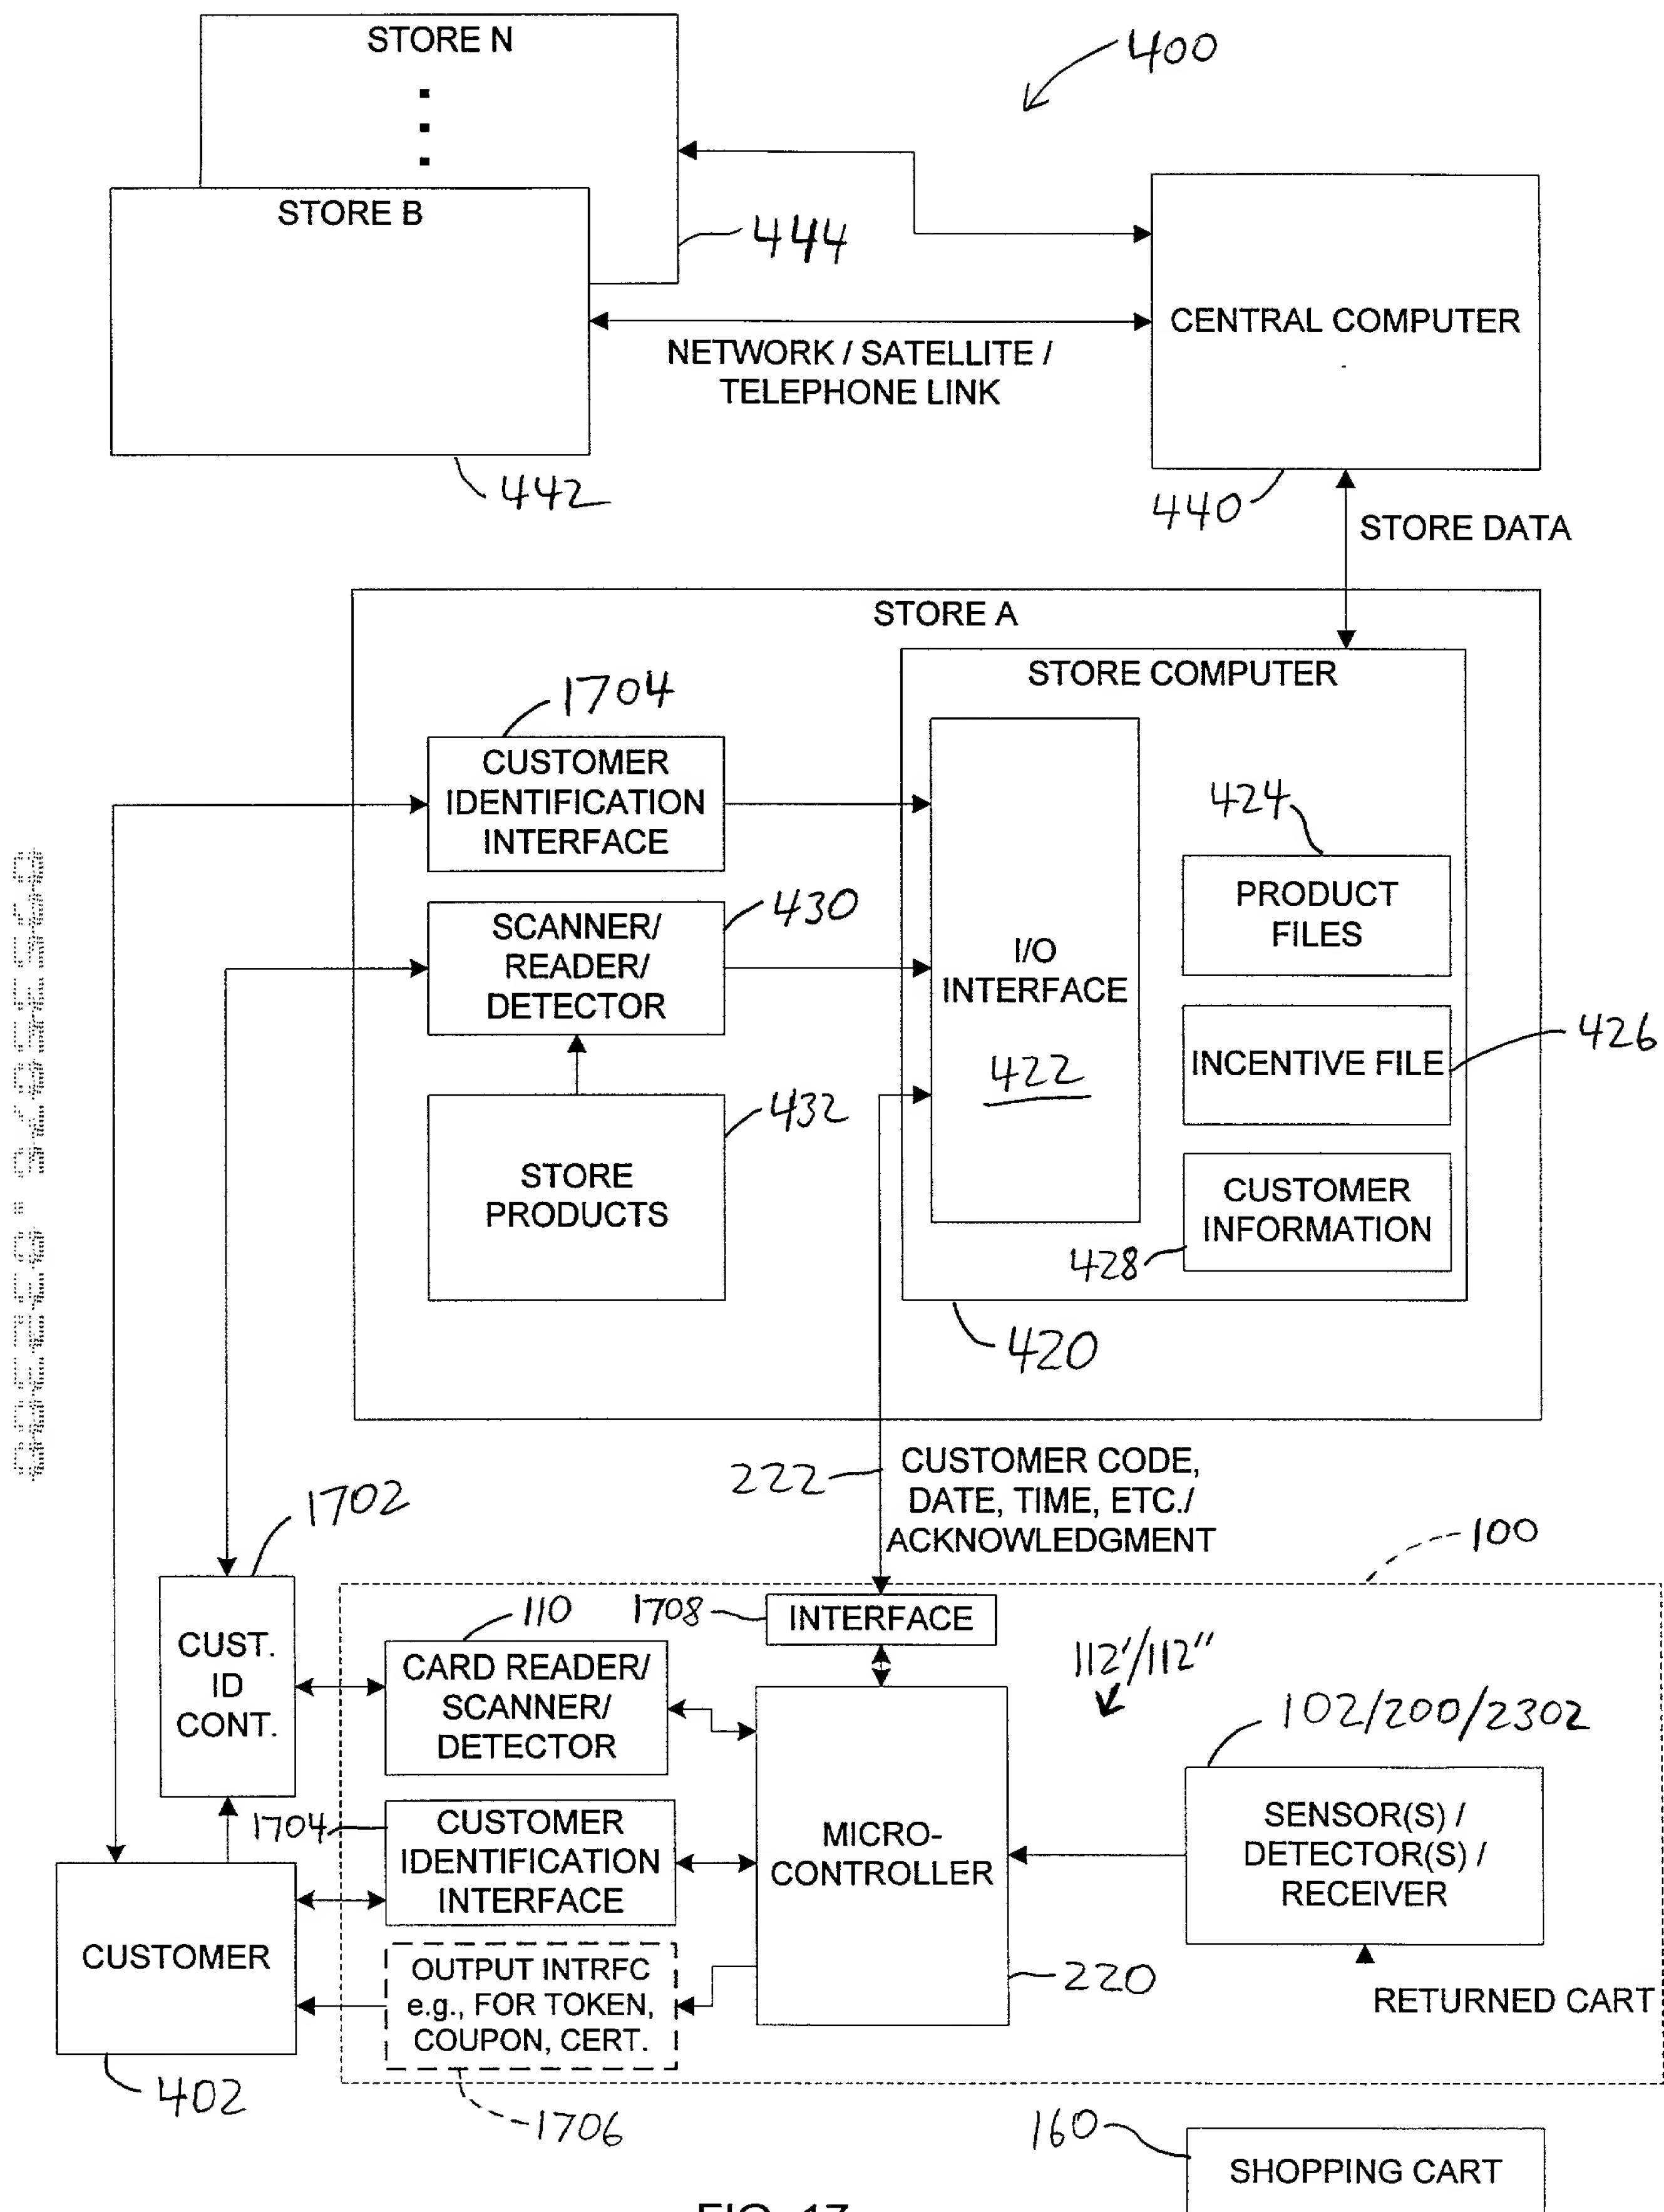 STORE N
400
STORE B
444
CENTRAL COMPUTER
NETWORK / SATELLITE /
TELEPHONE LINK
442
440
STORE DATA
STORE A
STORE COMPUTER
1704
CUSTOMER
IDENTIFICATION
INTERFACE
424
PRODUCT
FILES
430
SCANNER/
READER/
DETECTOR
I/O
INTERFACE
422
INCENTIVE FILE
426
432
STORE
PRODUCTS
CUSTOMER
INFORMATION
428
420
222
CUSTOMER CODE,
DATE, TIME, ETC./
ACKNOWLEDGMENT
1702
100
CUST.
ID
CONT.
110
CARD READER/
SCANNER/
DETECTOR
1708
INTERFACE
112'/112"
102/200/2302
1704
CUSTOMER
IDENTIFICATION
INTERFACE
MICRO-
CONTROLLER
SENSOR(S) /
DETECTOR(S) /
RECEIVER
CUSTOMER
OUTPUT INTRFC
e.g., FOR TOKEN,
COUPON, CERT.
220
RETURNED CART
402
1706
160
SHOPPING CART
FIG. 17